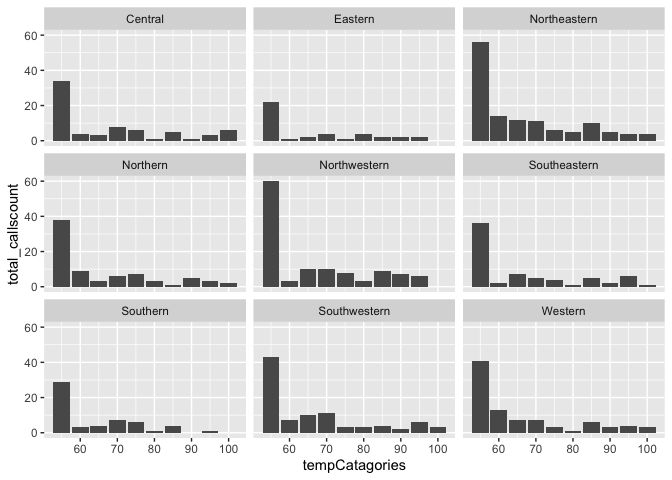 Central Eastern Northeastern
60
40
20
0
Northern Northwestern Southeastern
60
40
20
0
total_callscount
Southern Southwestern Western
60
40
20
0
60 70 80 90 100 60 70 80 90 100 60 70 80 90 100
tempCatagories